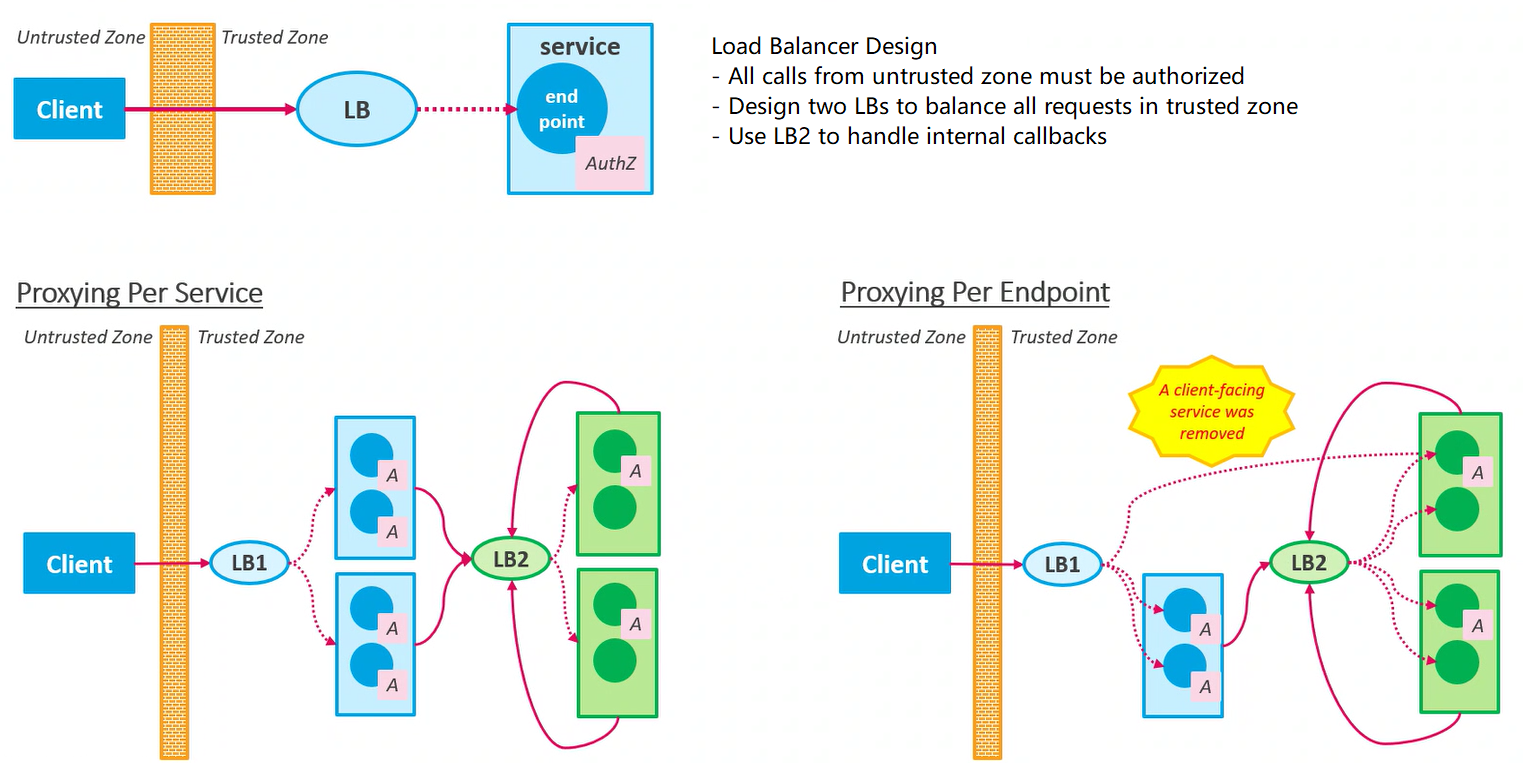 Untrusted Zone
Trusted Zone
Client
LB
service
end
point
AuthZ
Load Balancer Design
- All calls from untrusted zone must be authorized
- Design two LBs to balance all requests in trusted zone
- Use LB2 to handle internal callbacks
Proxying Per Service
Untrusted Zone
Trusted Zone
Client
LB1
A
A
A
A
LB2
A
A
Proxying Per Endpoint
Untrusted Zone
Trusted Zone
A client-facing
service was
removed
Client
LB1
A
A
LB2
A
A